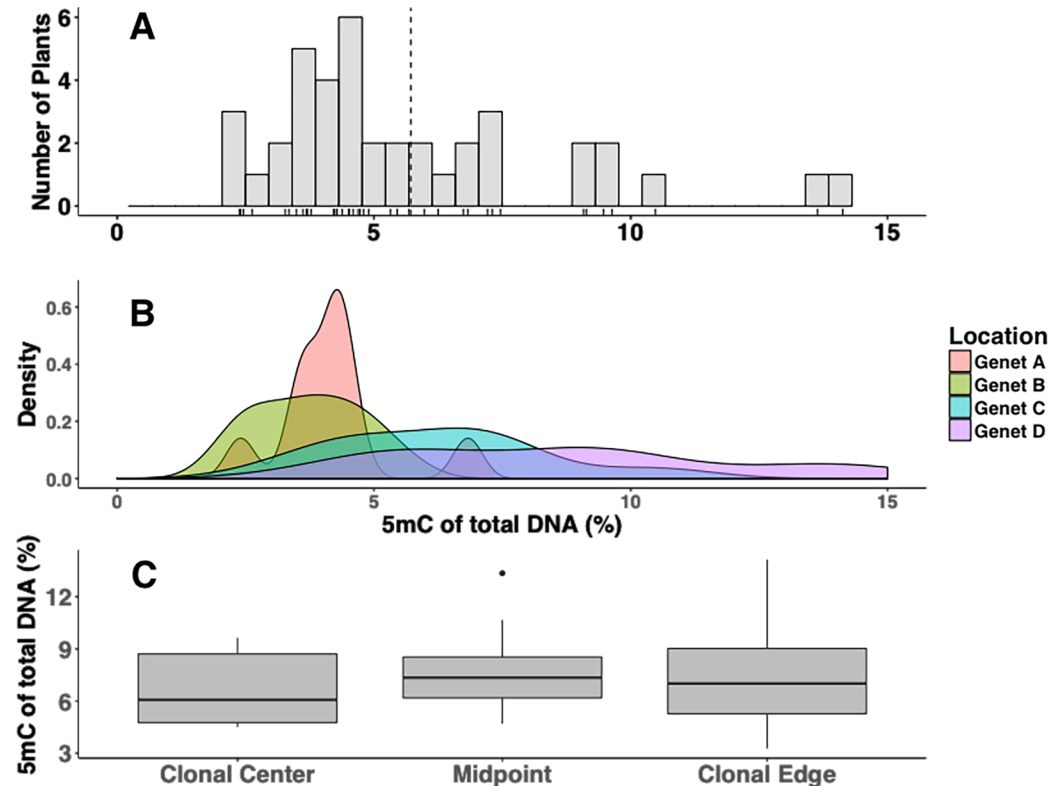 A
Number of Plants
6
4
2
0
0 5 10 15
B
Density
0.6
0.4
0.2
0.0
0 5 10 15
5mC of total DNA (%)
Location
Genet A
Genet B
Genet C
Genet D
C
5mC of total DNA (%)
12
9
6
3
Clonal Center Midpoint Clonal Edge